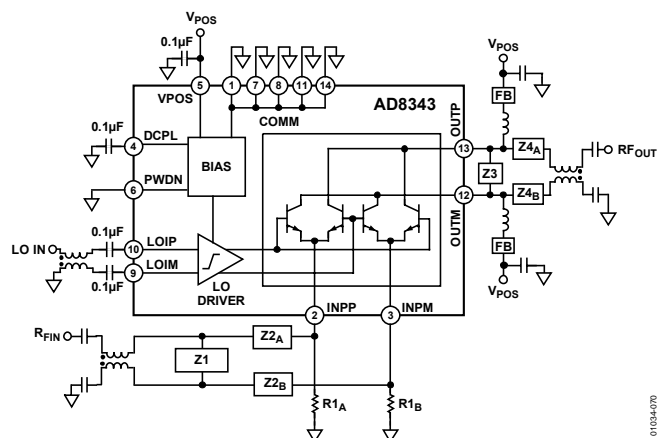 VPOS
0.1µF
VPOS
5
1
7
8
11
14
VPOS
COMM
AD8343
OUTP
FB
0.1µF
DCPL
4
BIAS
13
Z4A
RFOUT
Z3
PWDN
6
12
Z4B
OUTM
0.1µF
LO IN
LOIP
10
LOIM
9
0.1µF
LO
DRIVER
FB
VPOS
INPP
INPM
2
3
RFIN
Z2A
Z1
Z2B
R1A
R1B
01034-070